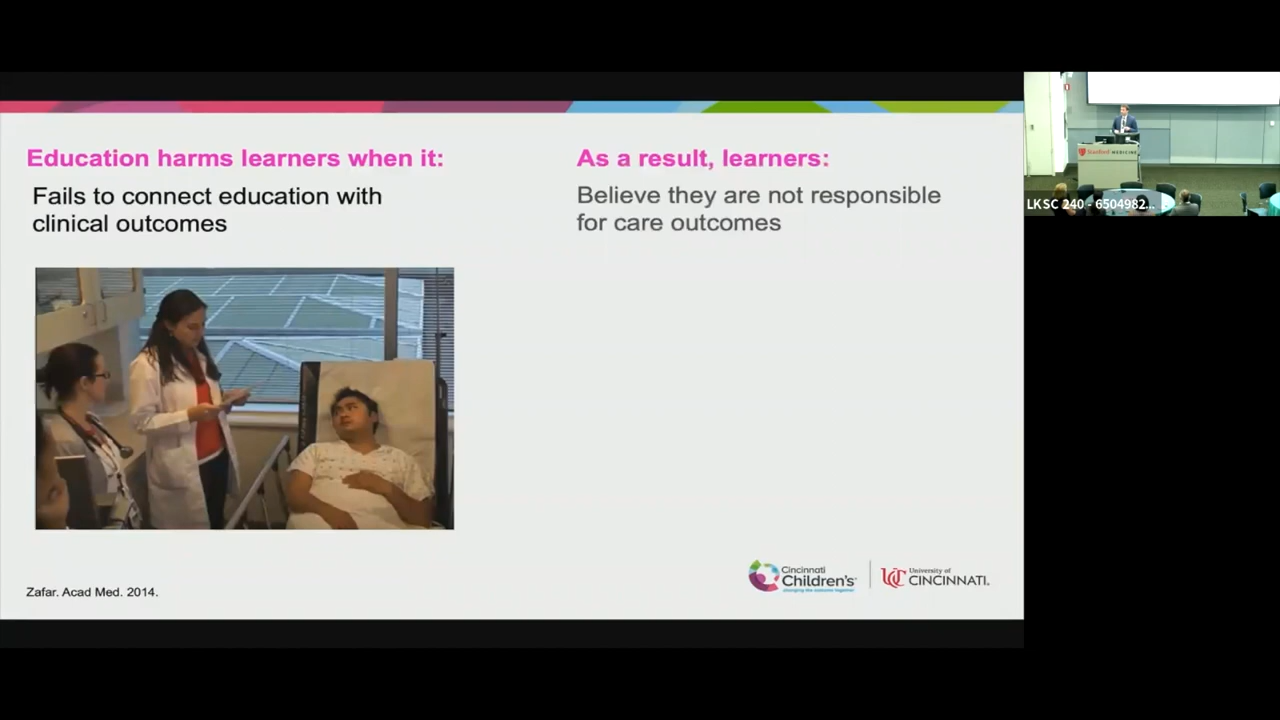 Education harms learners when it:
Fails to connect education with
clinical outcomes
As a result, learners:
Believe they are not responsible
for care outcomes
Zafar. Acad Med. 2014.
Cincinnati
Children's
changing the outcome together
University of
CINCINNATI
Stanford MEDICINE
LKSC 240 - 6504982...